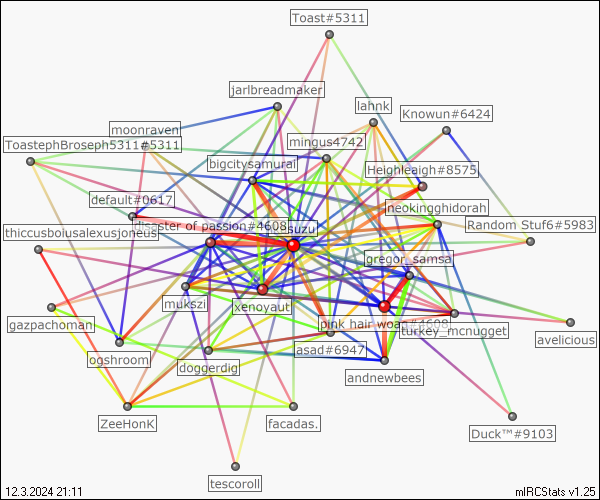 Toast#5311
jarlbreadmaker
lahnk
Knowun#6424
moonraven
ToastephBroseph5311#5311
mingus4742
bigcitysamurai
Heighleaigh#8575
default#0617
neokingghidorah
disaster of passion#4608
suzu
Random Stuf6#5983
thiccusboiusalexusjoneus
gregor_samsa
mukszi
xenoyaut
pink hair woah#4608
turkey_mcnugget
gazpachoman
avelicious
ogshroom
asad#6947
doggerdig
andnewbees
ZeeHonK
facadas.
Duck™#9103
tescoroll
12.3.2024 21:11
mIRCStats v1.25